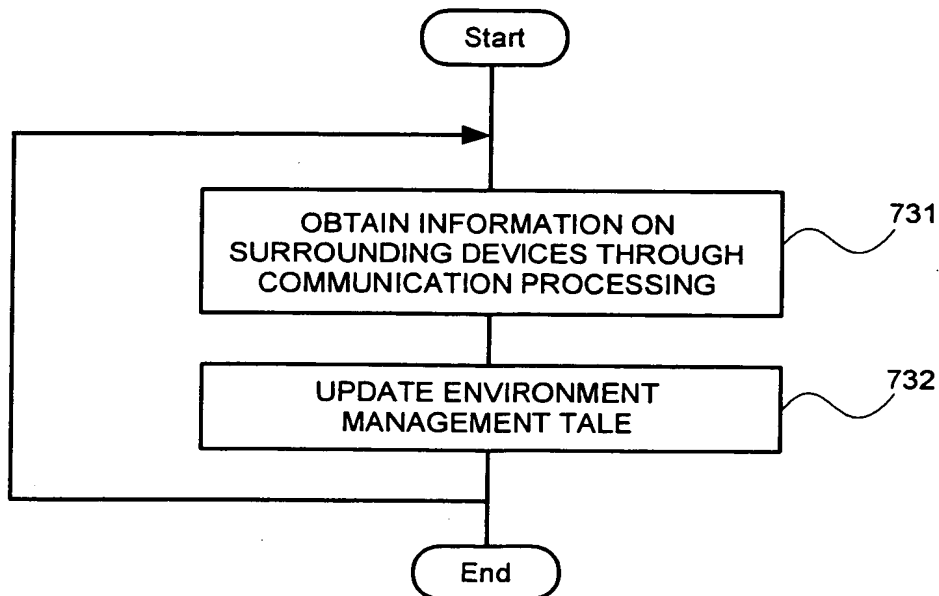 Start
OBTAIN INFORMATION ON
SURROUNDING DEVICES THROUGH
COMMUNICATION PROCESSING
731
UPDATE ENVIRONMENT
MANAGEMENT TALE
732
End